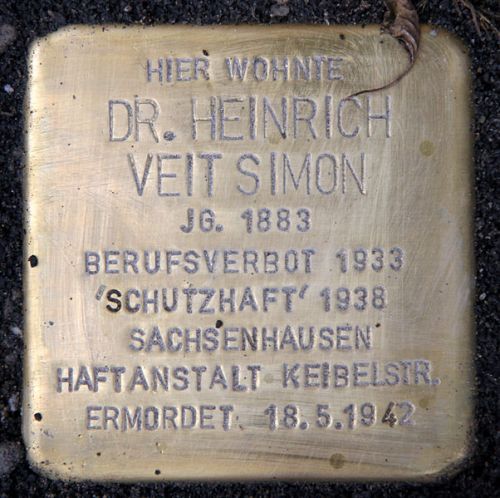 HIER WOHNTE
DR. HEINRICH
VEIT SIMON
JG. 1883
BERUFSVERBOT 1933
'SCHUTZHAFT' 1938
SACHSENHAUSEN
HAFTANSTALT KEIBELSTR.
ERMORDET 18.5.1942